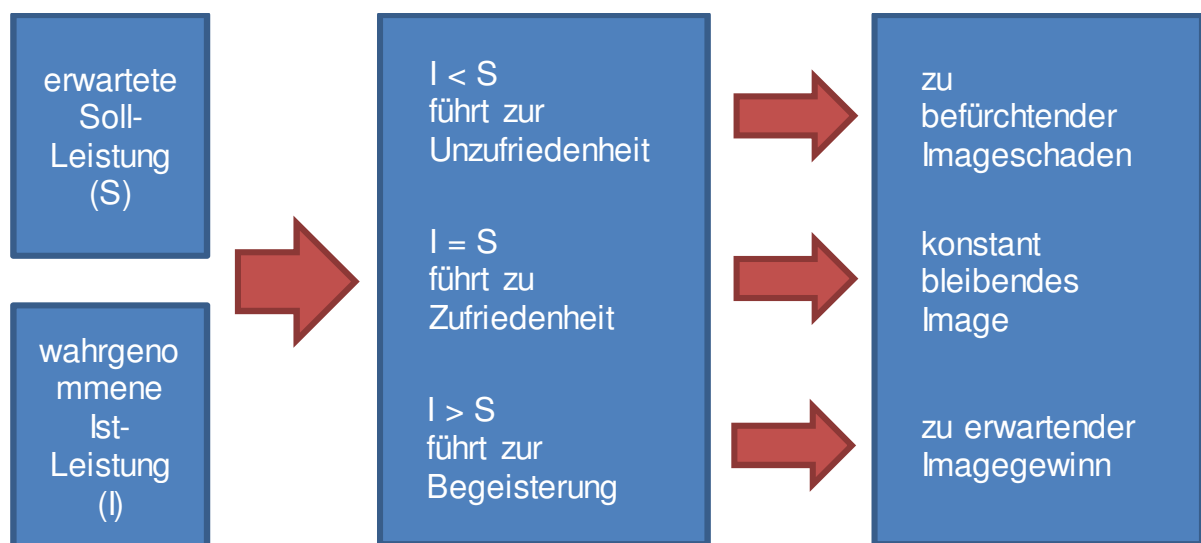 erwartete
Soll-
Leistung
(S)
wahrgeno
mmene
Ist-
Leistung
(I)
I < S
führt zur
Unzufriedenheit
I = S
führt zu
Zufriedenheit
I > S
führt zur
Begeisterung
zu
befürchtender
Imageschaden
konstant
bleibendes
Image
zu erwartender
Imagegewinn